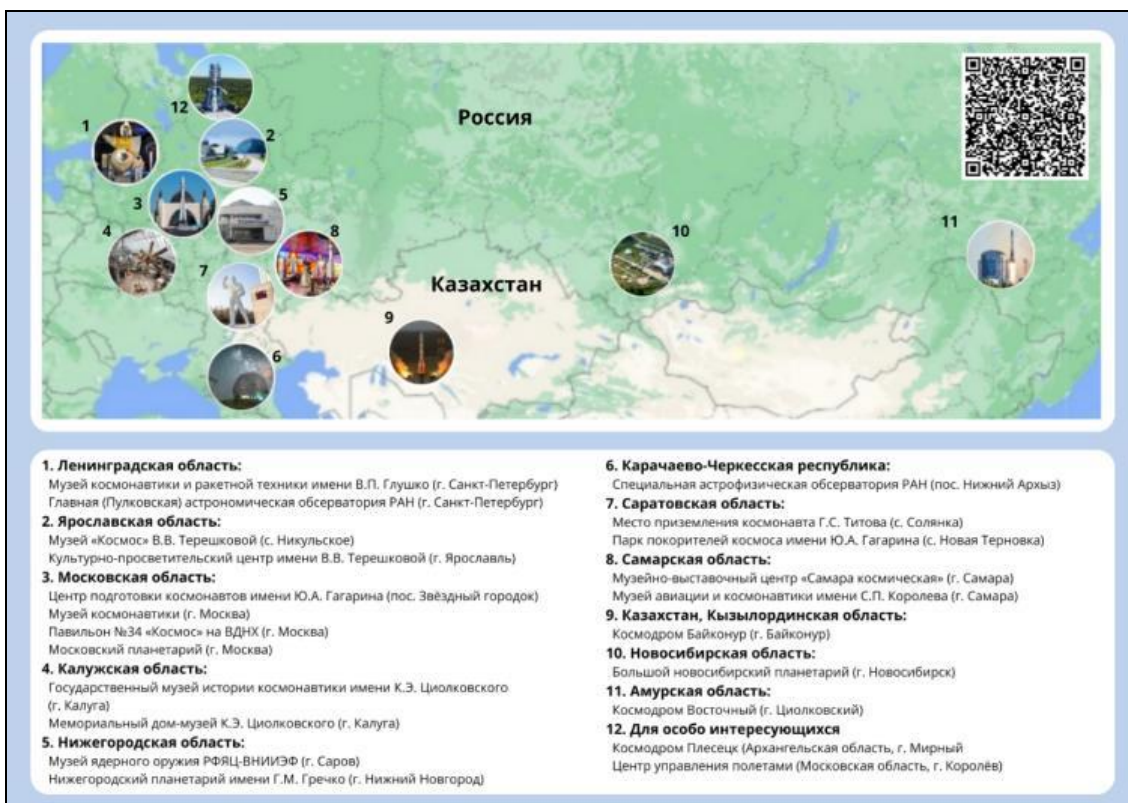 12
1
2
Россия
3
5
4
8
10
11
7
Казахстан
9
6
1. Ленинградская область:
Музей космонавтики и ракетной техники имени В.П. Глушко (г. Санкт-Петербург)
Главная (Пулковская) астрономическая обсерватория РАН (г. Санкт-Петербург)
2. Ярославская область:
Музей «Космос» В.В. Терешковой (с. Никульское)
Культурно-просветительский центр имени В.В. Терешковой (г. Ярославль)
3. Московская область:
Центр подготовки космонавтов имени Ю.А. Гагарина (пос. Звёздный городок)
Музей космонавтики (г. Москва)
Павильон №34 «Космос» на ВДНХ (г. Москва)
Московский планетарий (г. Москва)
4. Калужская область:
Государственный музей истории космонавтики имени К.Э. Циолковского
(г. Калуга)
Мемориальный дом-музей К.Э. Циолковского (г. Калуга)
5. Нижегородская область:
Музей ядерного оружия РФЯЦ-ВНИИЭФ (г. Саров)
Нижегородский планетарий имени Г.М. Гречко (г. Нижний Новгород)
6. Карачаево-Черкесская республика:
Специальная астрофизическая обсерватория РАН (пос. Нижний Архыз)
7. Саратовская область:
Место приземления космонавта Г.С. Титова (с. Солянка)
Парк покорителей космоса имени Ю.А. Гагарина (с. Новая Терновка)
8. Самарская область:
Музейно-выставочный центр «Самара космическая» (г. Самара)
Музей авиации и космонавтики имени С.П. Королева (г. Самара)
9. Казахстан, Кызылординская область:
Космодром Байконур (г. Байконур)
10. Новосибирская область:
Большой новосибирский планетарий (г. Новосибирск)
11. Амурская область:
Космодром Восточный (г. Циолковский)
12. Для особо интересующихся
Космодром Плесецк (Архангельская область, г. Мирный
Центр управления полетами (Московская область, г. Королёв)